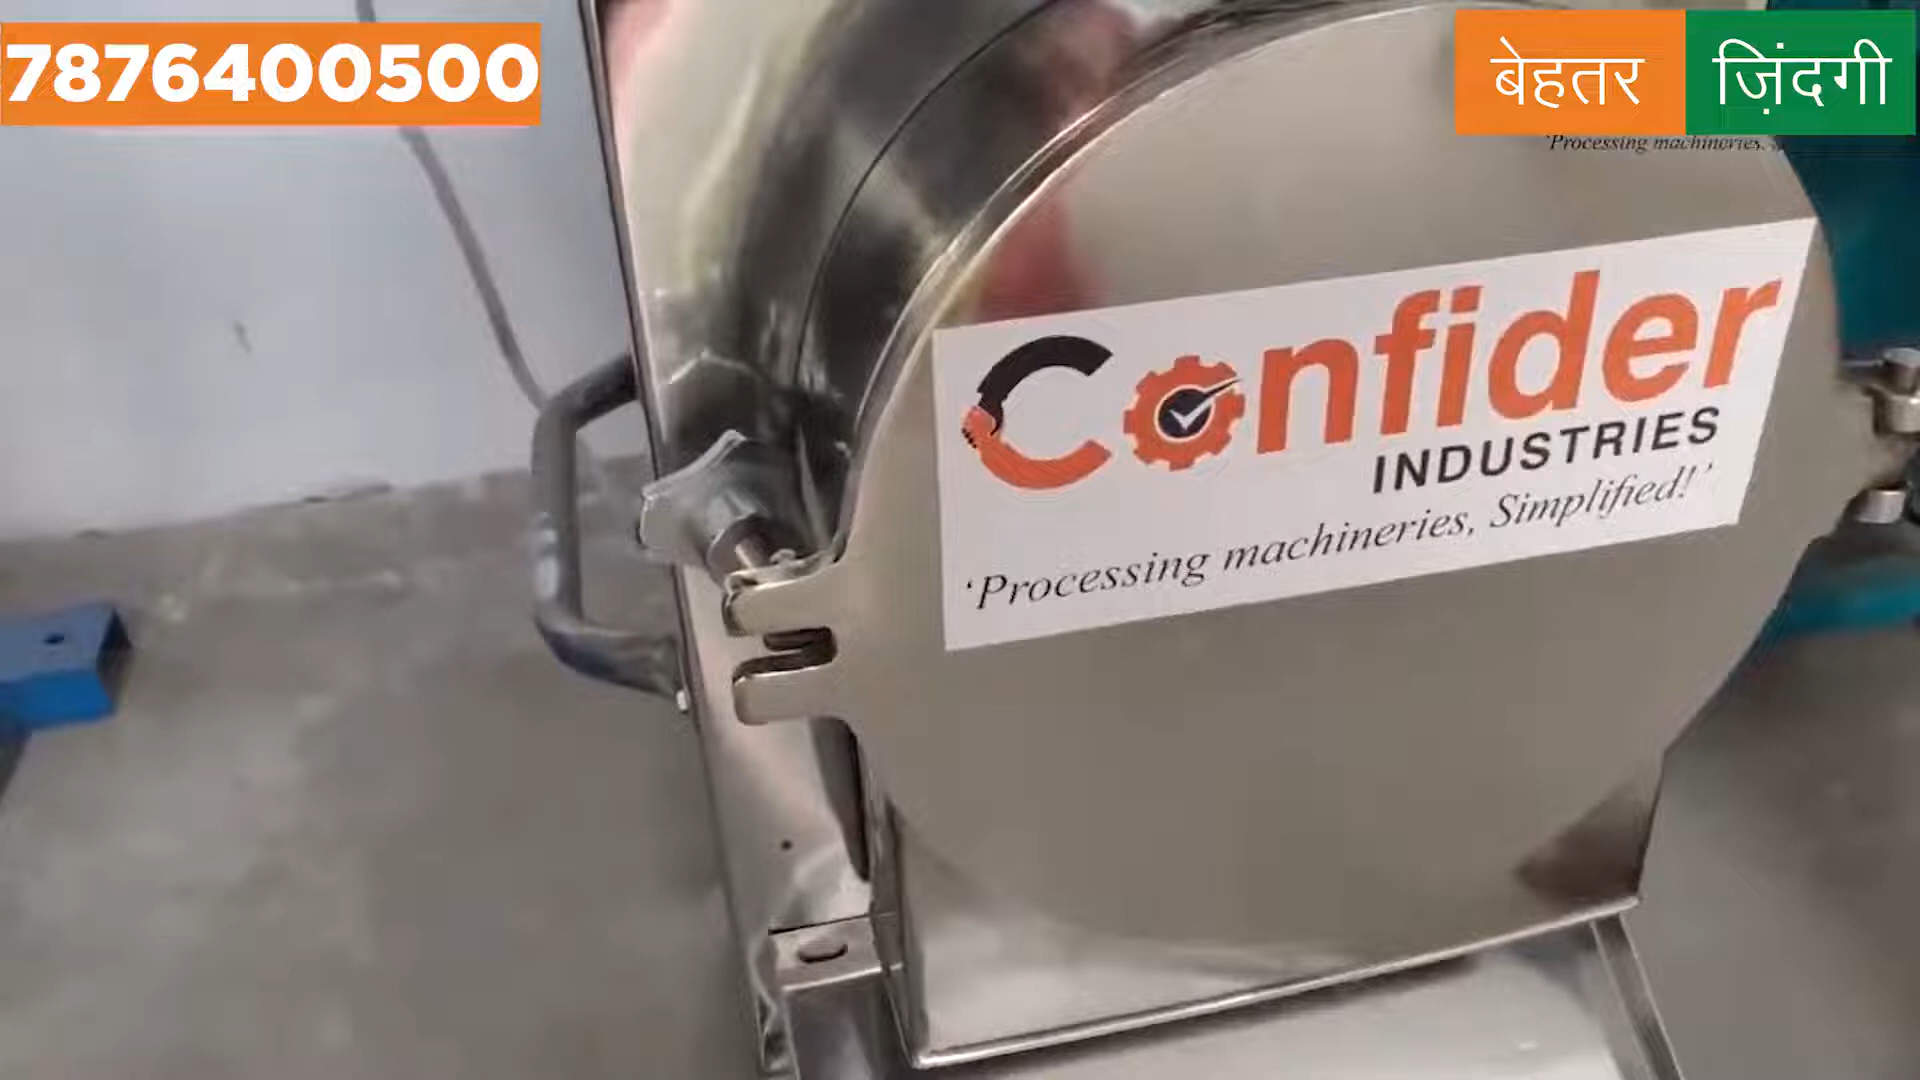 7876400500
बेहतर ज़िंदगी
'Processing machineries,
Confider
INDUSTRIES
'Processing machineries, Simplified!'